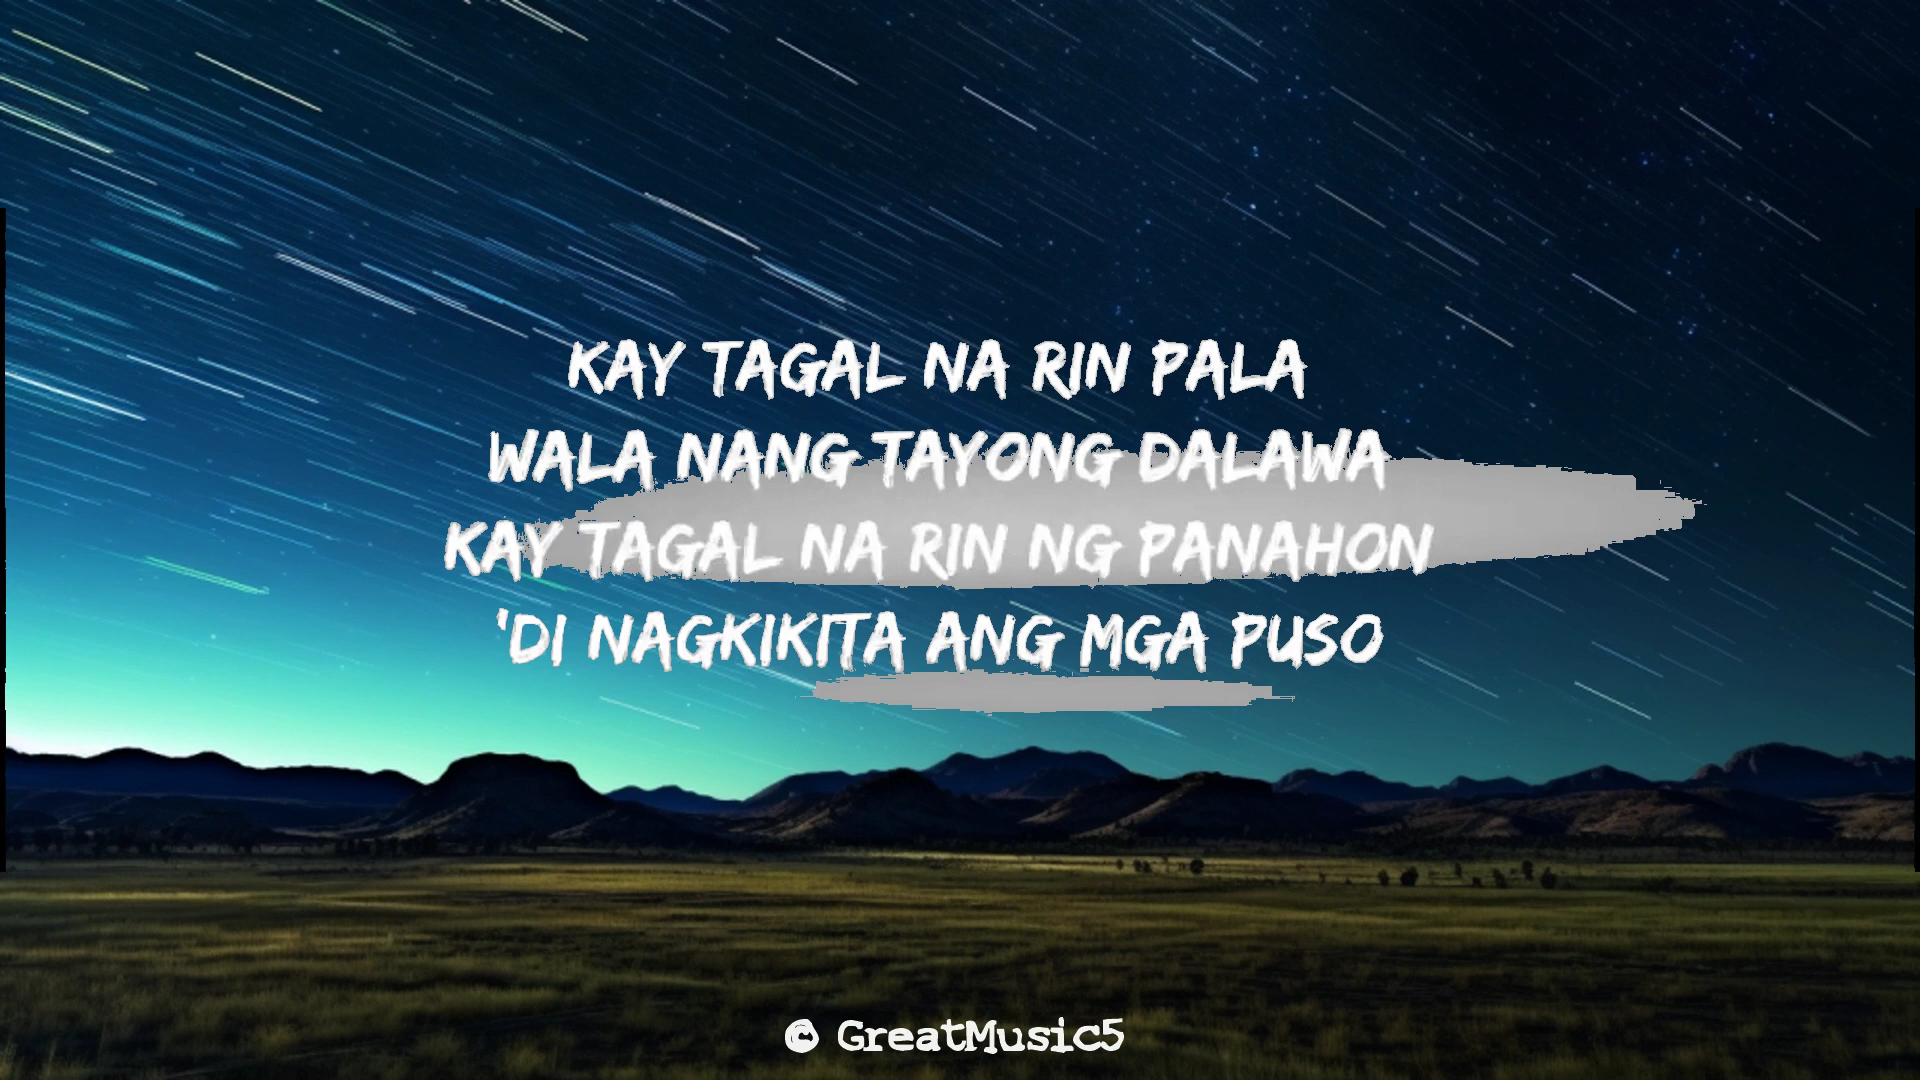 KAY TAGAL NA RIN PALA
WALA NANG TAYONG DALAWA
KAY TAGAL NA RIN NG PANAHON
'DI NAGKIKITA ANG MGA PUSO
© GreatMusic5